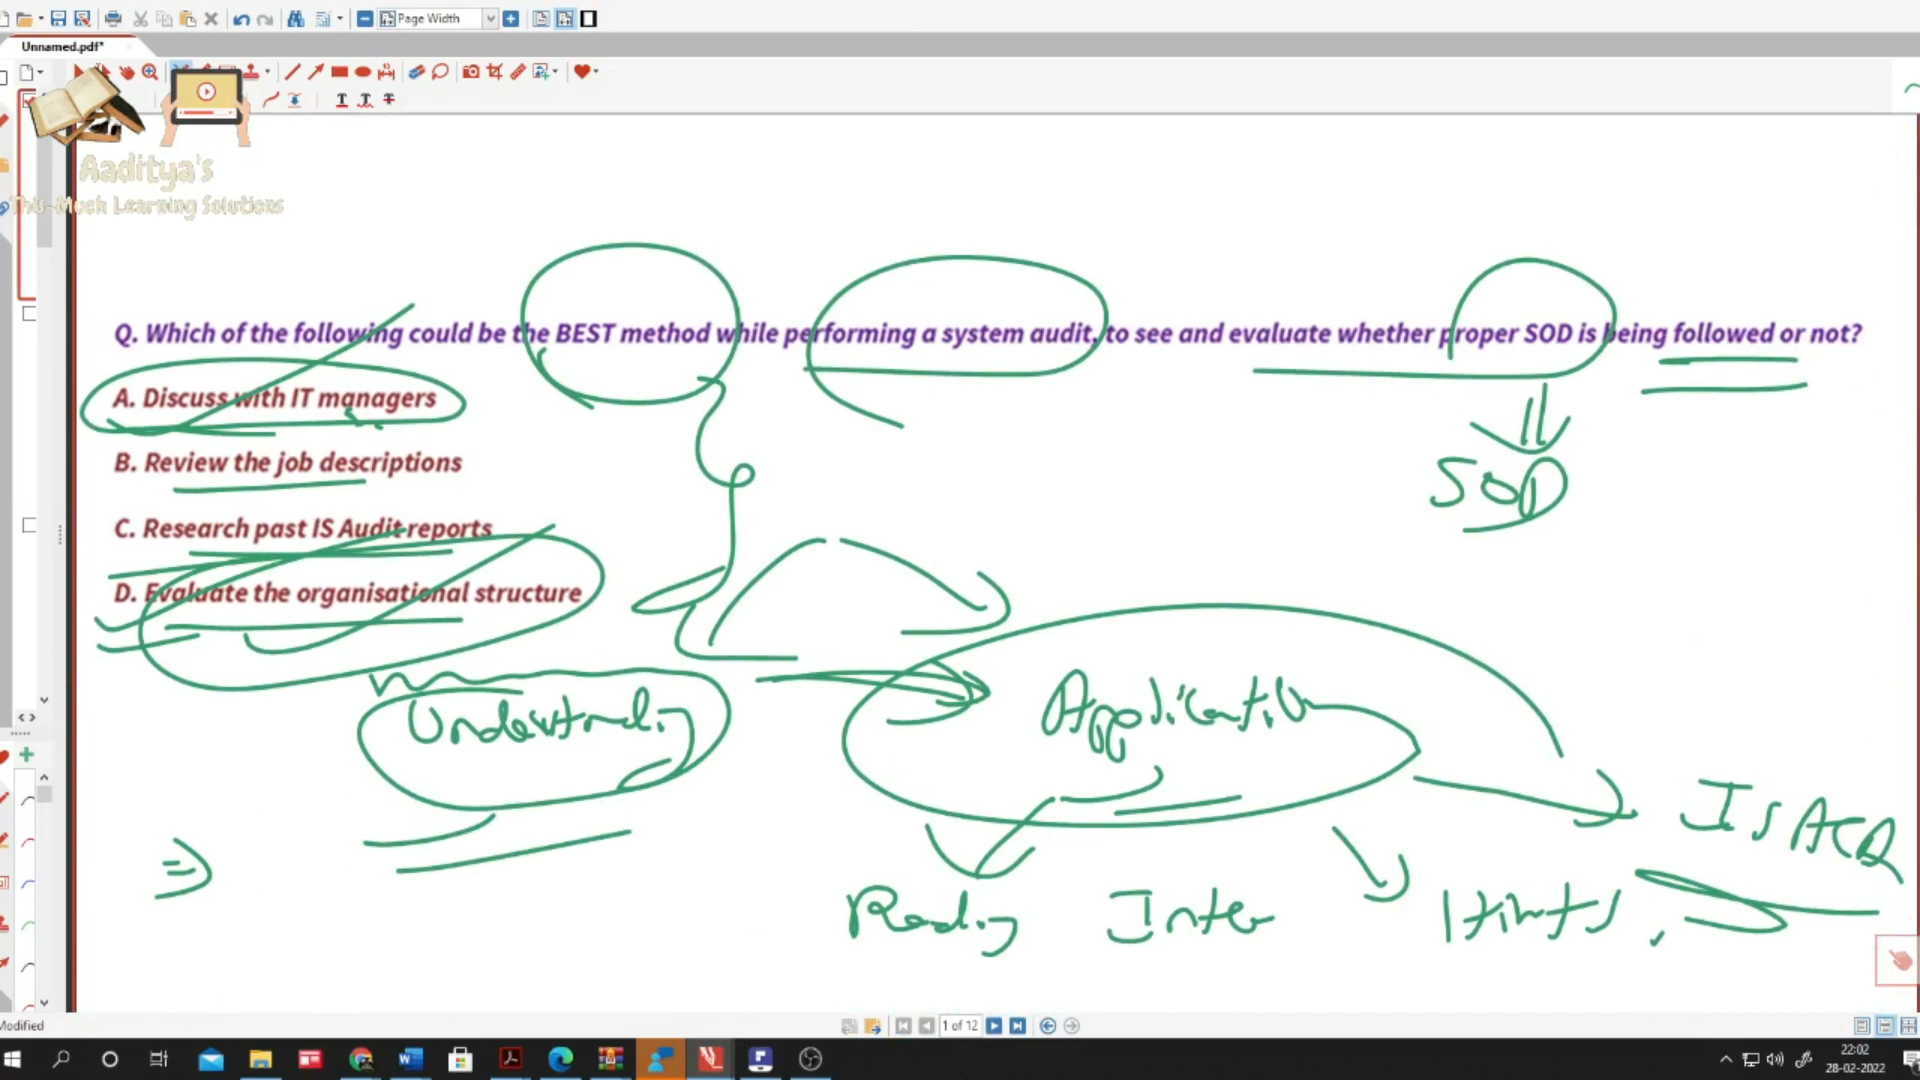 Page Width
Unnamed.pdf*
Aaditya's
This-Much Learning Solutions
Q. Which of the following could be the BEST method while performing a system audit, to see and evaluate whether proper SOD is being followed or not?
A. Discuss with IT managers
B. Review the job descriptions
SOD
C. Research past IS Audit reports
D. Evaluate the organisational structure
Understanding
Application
ISACA
Reading Inter Hints
Modified
1 of 12
22:02
28-02-2022